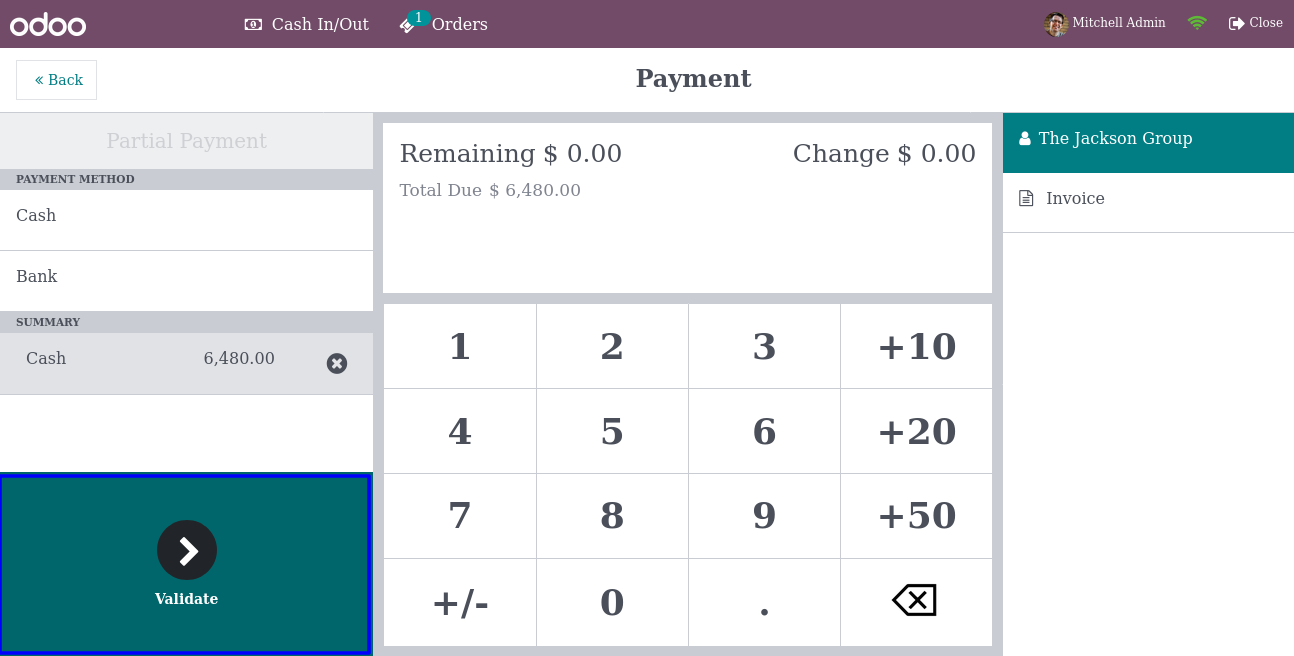 odoo
Cash In/Out
1
Orders
Mitchell Admin
Close
« Back
Payment
Partial Payment
PAYMENT METHOD
Cash
Bank
SUMMARY
Cash 6,480.00
Validate
Remaining $ 0.00
Change $ 0.00
Total Due $ 6,480.00
1 2 3 +10
4 5 6 +20
7 8 9 +50
+/- 0 .
The Jackson Group
Invoice